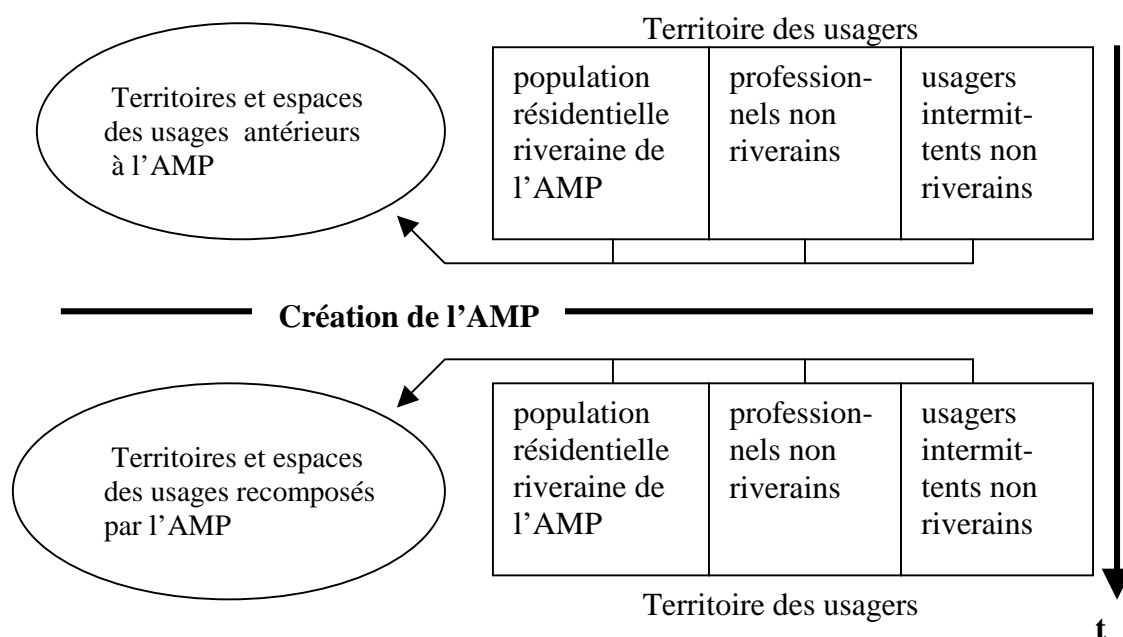 Territoire des usagers
Territoires et espaces
des usages antérieurs
à l'AMP
population
résidentielle
riveraine de
l'AMP
profession-
nels non
riverains
usagers
intermit-
tents non
riverains
Création de l'AMP
Territoires et espaces
des usages recomposés
par l'AMP
population
résidentielle
riveraine de
l'AMP
profession-
nels non
riverains
usagers
intermit-
tents non
riverains
Territoire des usagers
t